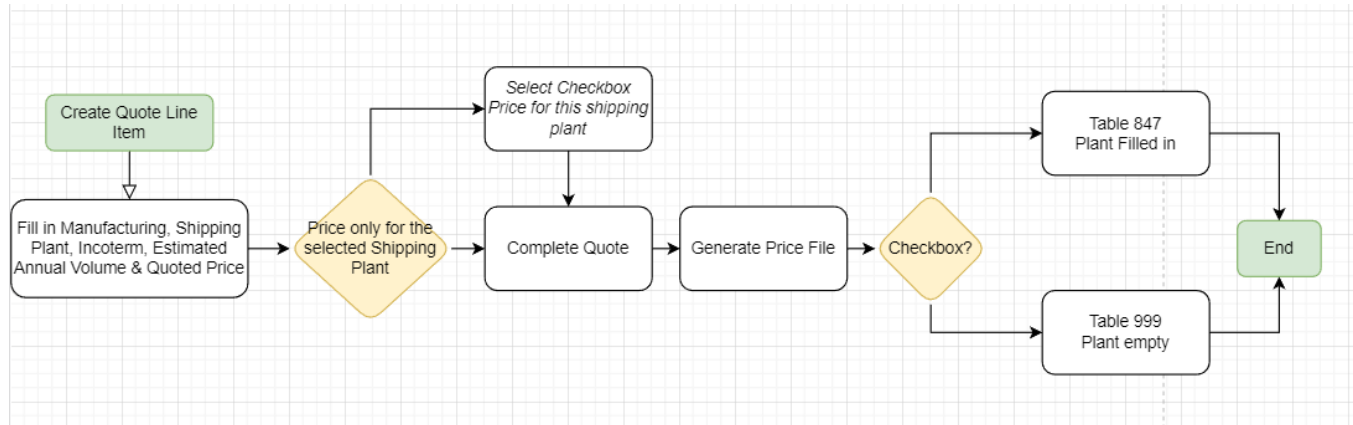 Create Quote Line
Item
Fill in Manufacturing, Shipping
Plant, Incoterm, Estimated
Annual Volume & Quoted Price
Price only for the
selected Shipping
Plant
Select Checkbox
Price for this shipping
plant
Complete Quote
Generate Price File
Checkbox?
Table 847
Plant Filled in
Table 999
Plant empty
End